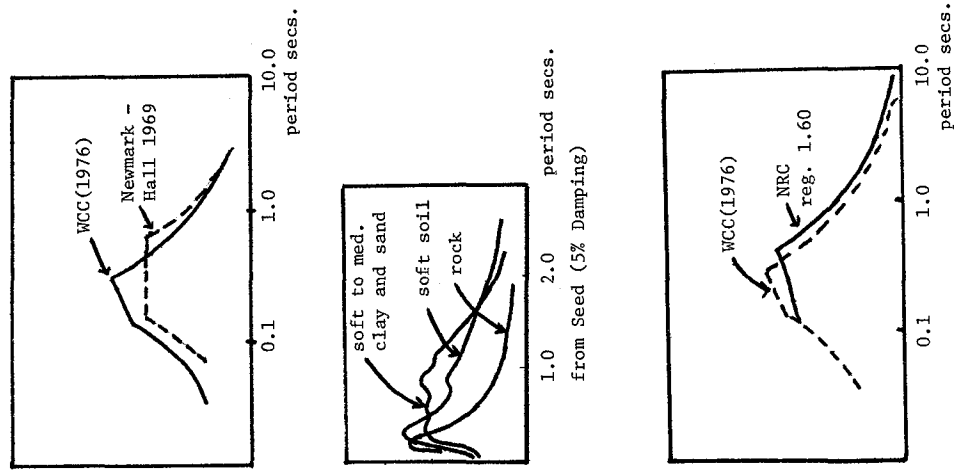 WCC(1976)
Newmark -
Hall 1969
0.1
1.0
10.0
period secs.
soft to med.
clay and sand
soft soil
rock
1.0
2.0
period secs.
from Seed (5% Damping)
WCC(1976)
NRC
reg. 1.60
0.1
1.0
10.0
period secs.